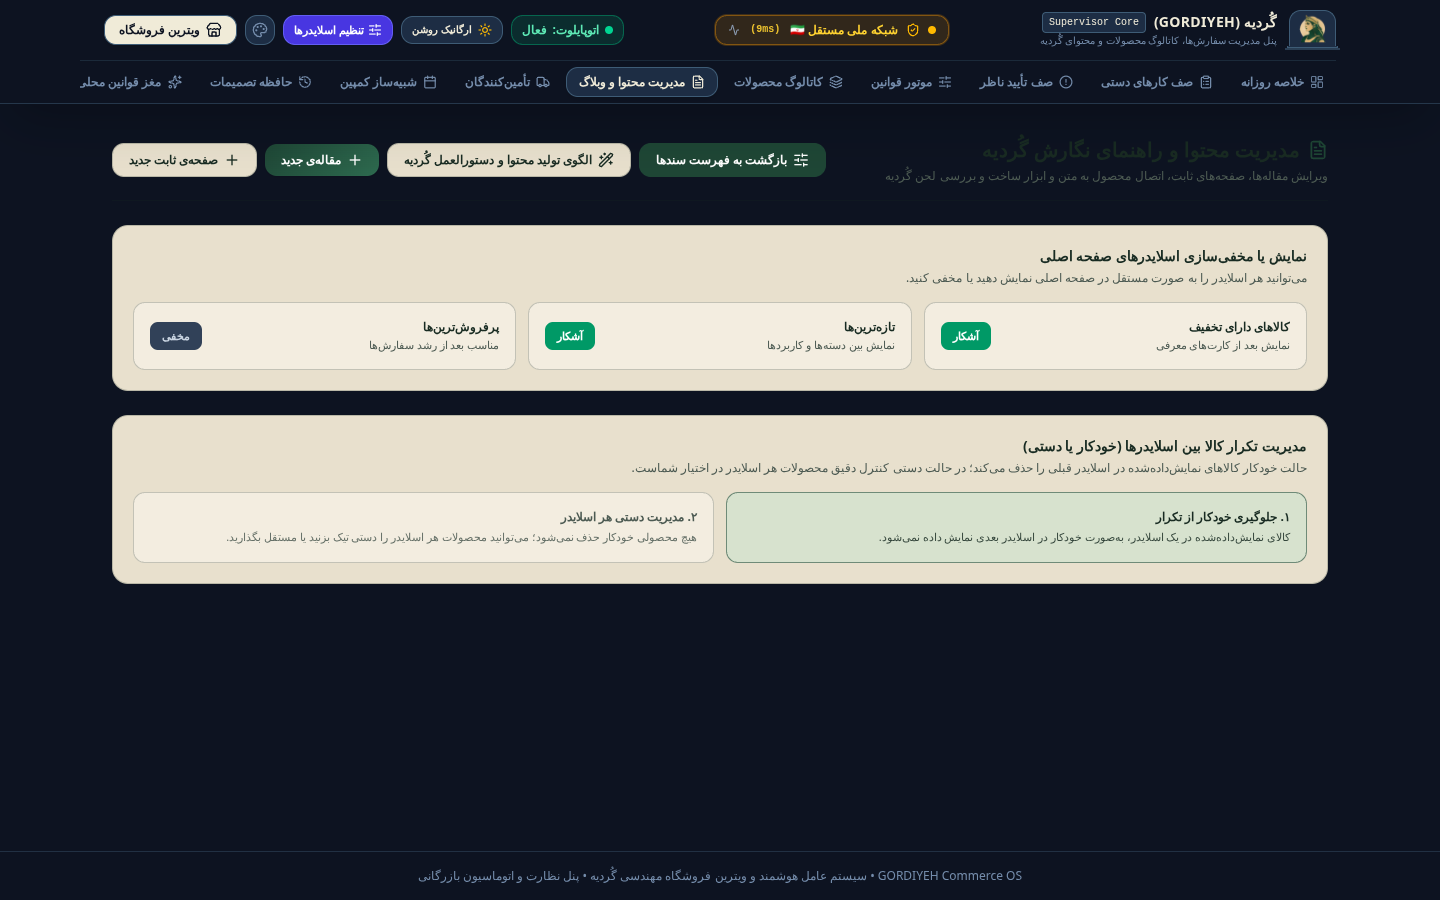 گُردیه (GORDIYEH) Supervisor Core
پنل مدیریت سفارش‌ها، کاتالوگ محصولات و محتوای گُردیه
شبکه ملی مستقل 🇮🇷 (9ms)
اتوپایلوت: فعال
ارگانیک روشن
تنظیم اسلایدرها
ویترین فروشگاه
خلاصه روزانه
صف کارهای دستی
صف تأیید ناظر
موتور قوانین
کاتالوگ محصولات
مدیریت محتوا و وبلاگ
تأمین‌کنندگان
شبیه‌ساز کمپین
حافظه تصمیمات
مغز قوانین محلی
مدیریت محتوا و راهنمای نگارش گُردیه
ویرایش مقاله‌ها، صفحه‌های ثابت، اتصال محصول به متن و ابزار ساخت و بررسی لحن گُردیه
بازگشت به فهرست سندها
الگوی تولید محتوا و دستورالعمل گُردیه
مقاله‌ی جدید
صفحه‌ی ثابت جدید
نمایش یا مخفی‌سازی اسلایدرهای صفحه اصلی
می‌توانید هر اسلایدر را به صورت مستقل در صفحه اصلی نمایش دهید یا مخفی کنید.
کالاهای دارای تخفیف
نمایش بعد از کارت‌های معرفی
آشکار
تازه‌ترین‌ها
نمایش بین دسته‌ها و کاربردها
آشکار
پرفروش‌ترین‌ها
مناسب بعد از رشد سفارش‌ها
مخفی
مدیریت تکرار کالا بین اسلایدرها (خودکار یا دستی)
حالت خودکار کالاهای نمایش‌داده‌شده در اسلایدر قبلی را حذف می‌کند؛ در حالت دستی کنترل دقیق محصولات هر اسلایدر در اختیار شماست.
۱. جلوگیری خودکار از تکرار
کالای نمایش‌داده‌شده در یک اسلایدر، به‌صورت خودکار در اسلایدر بعدی نمایش داده نمی‌شود.
۲. مدیریت دستی هر اسلایدر
هیچ محصولی خودکار حذف نمی‌شود؛ می‌توانید محصولات هر اسلایدر را دستی تیک بزنید یا مستقل بگذارید.
GORDIYEH Commerce OS • سیستم عامل هوشمند و ویترین فروشگاه مهندسی گُردیه • پنل نظارت و اتوماسیون بازرگانی